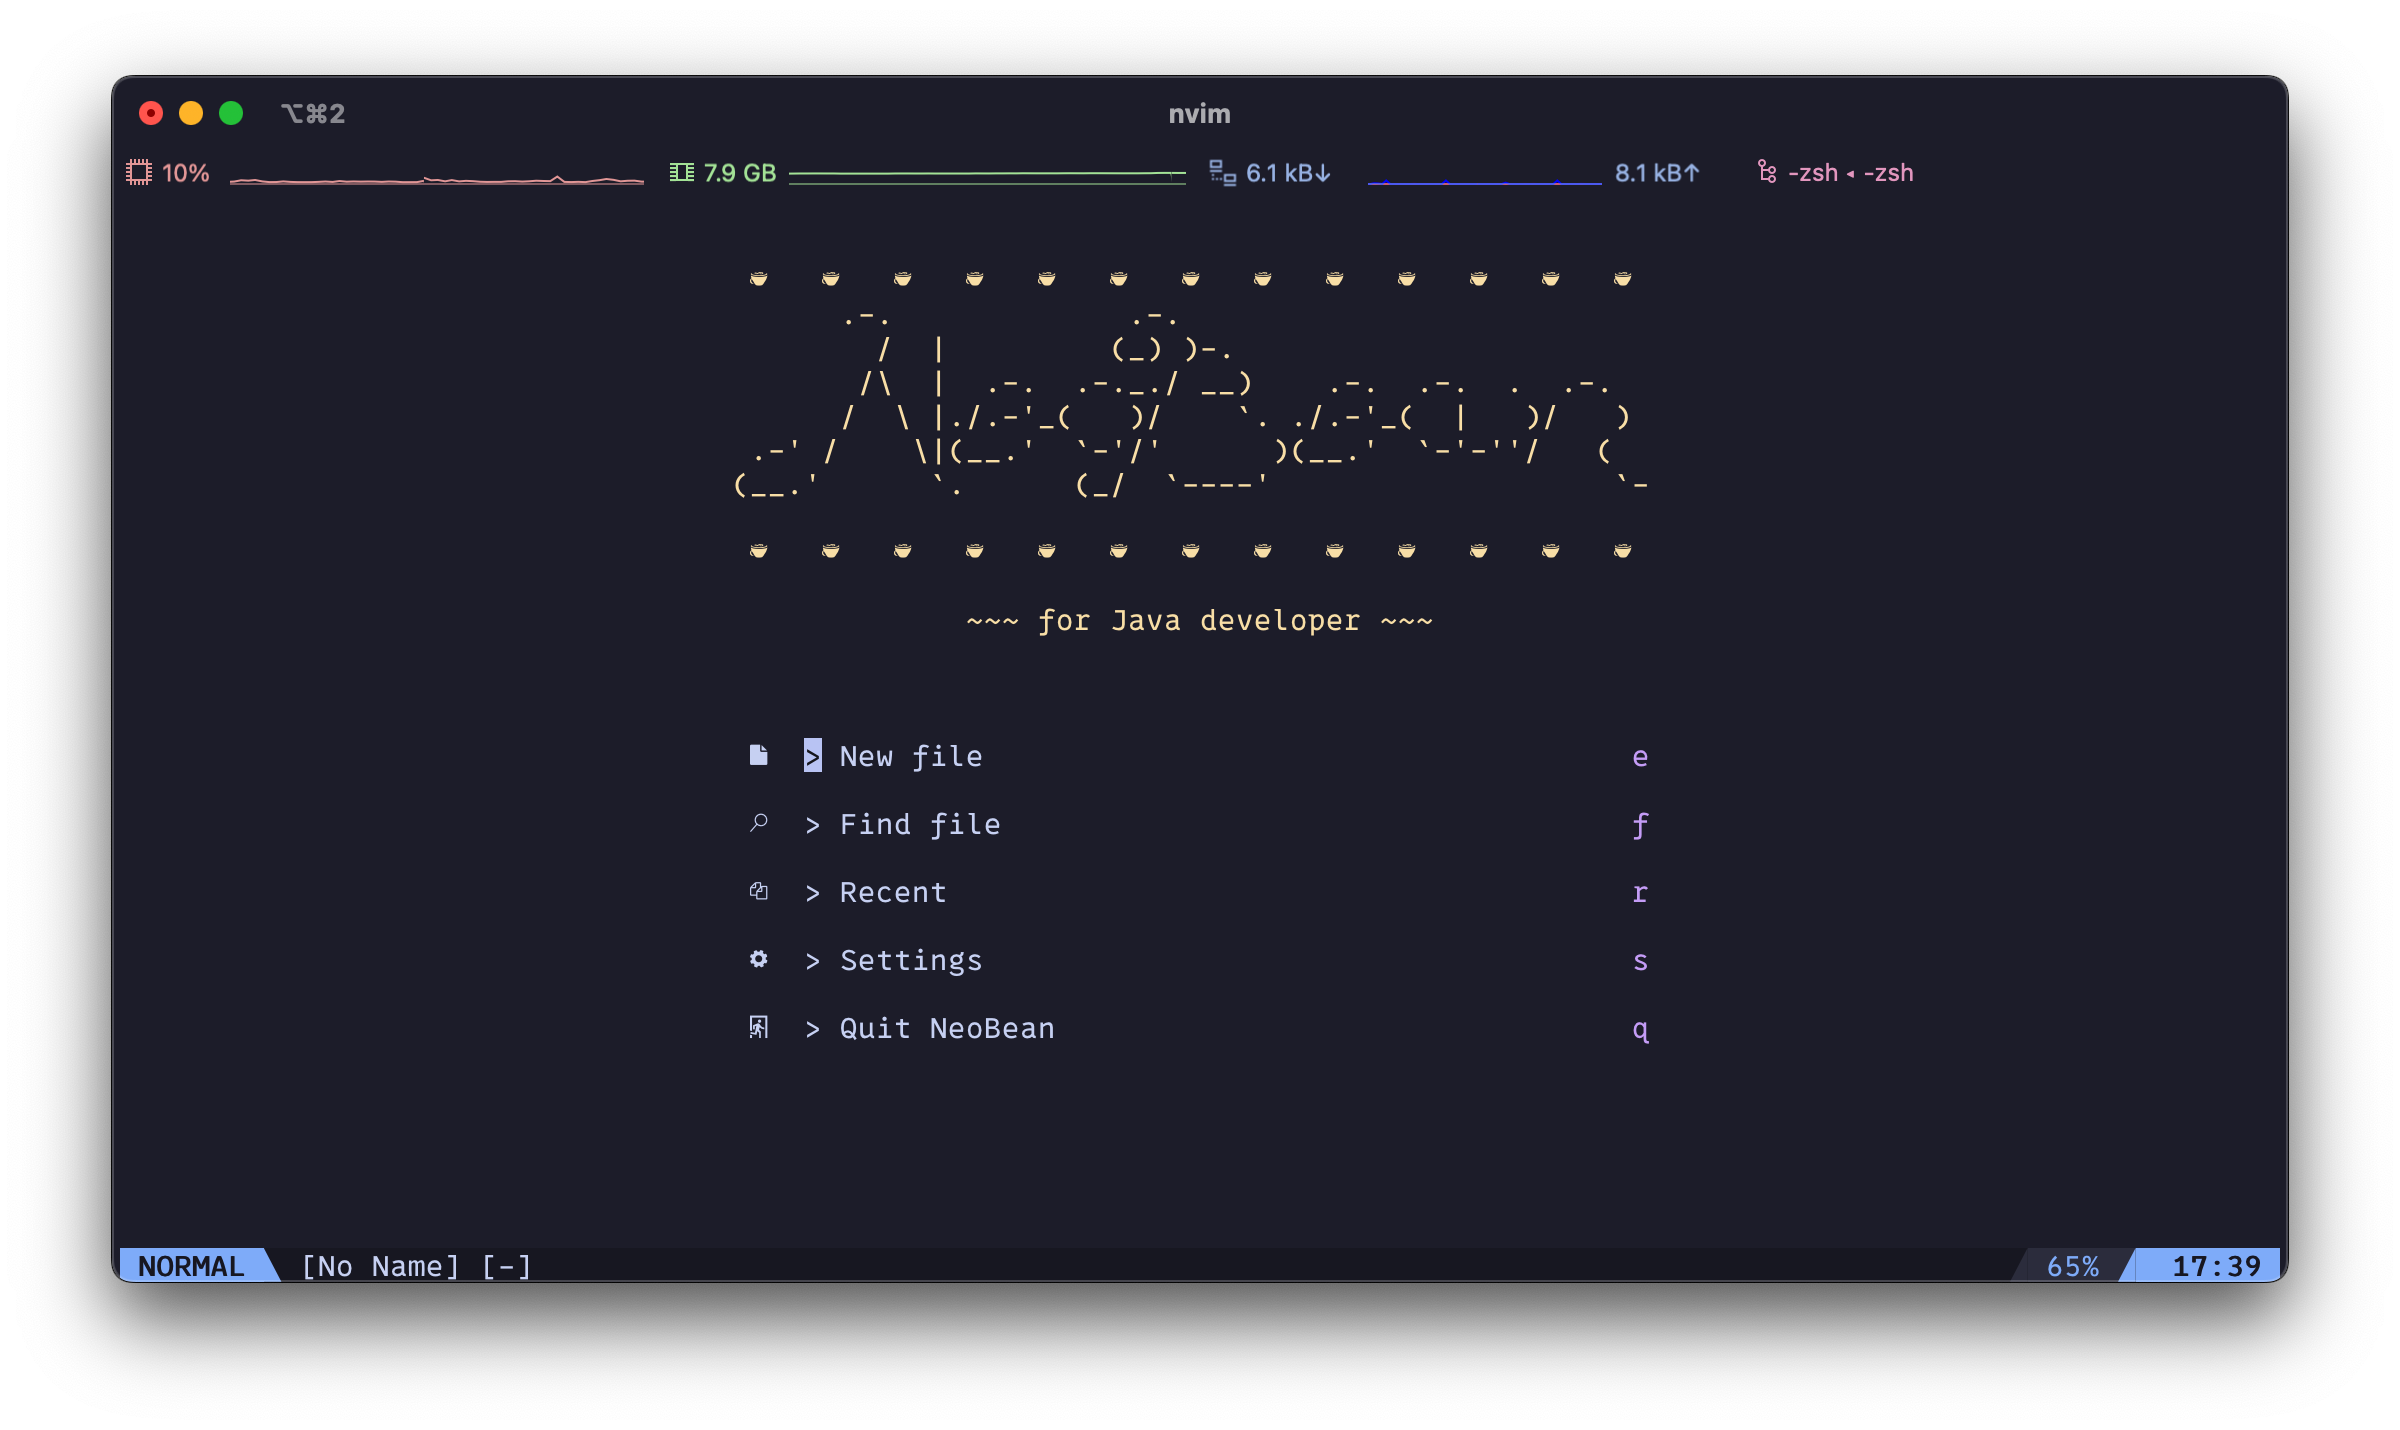 ⌥⌘2 nvim
10% 7.9 GB 6.1 kB↓ 8.1 kB↑ -zsh ◂ -zsh
NeoBean
~~~ for Java developer ~~~
> New file e
> Find file f
> Recent r
> Settings s
> Quit NeoBean q
NORMAL [No Name] [-] 65% 17:39